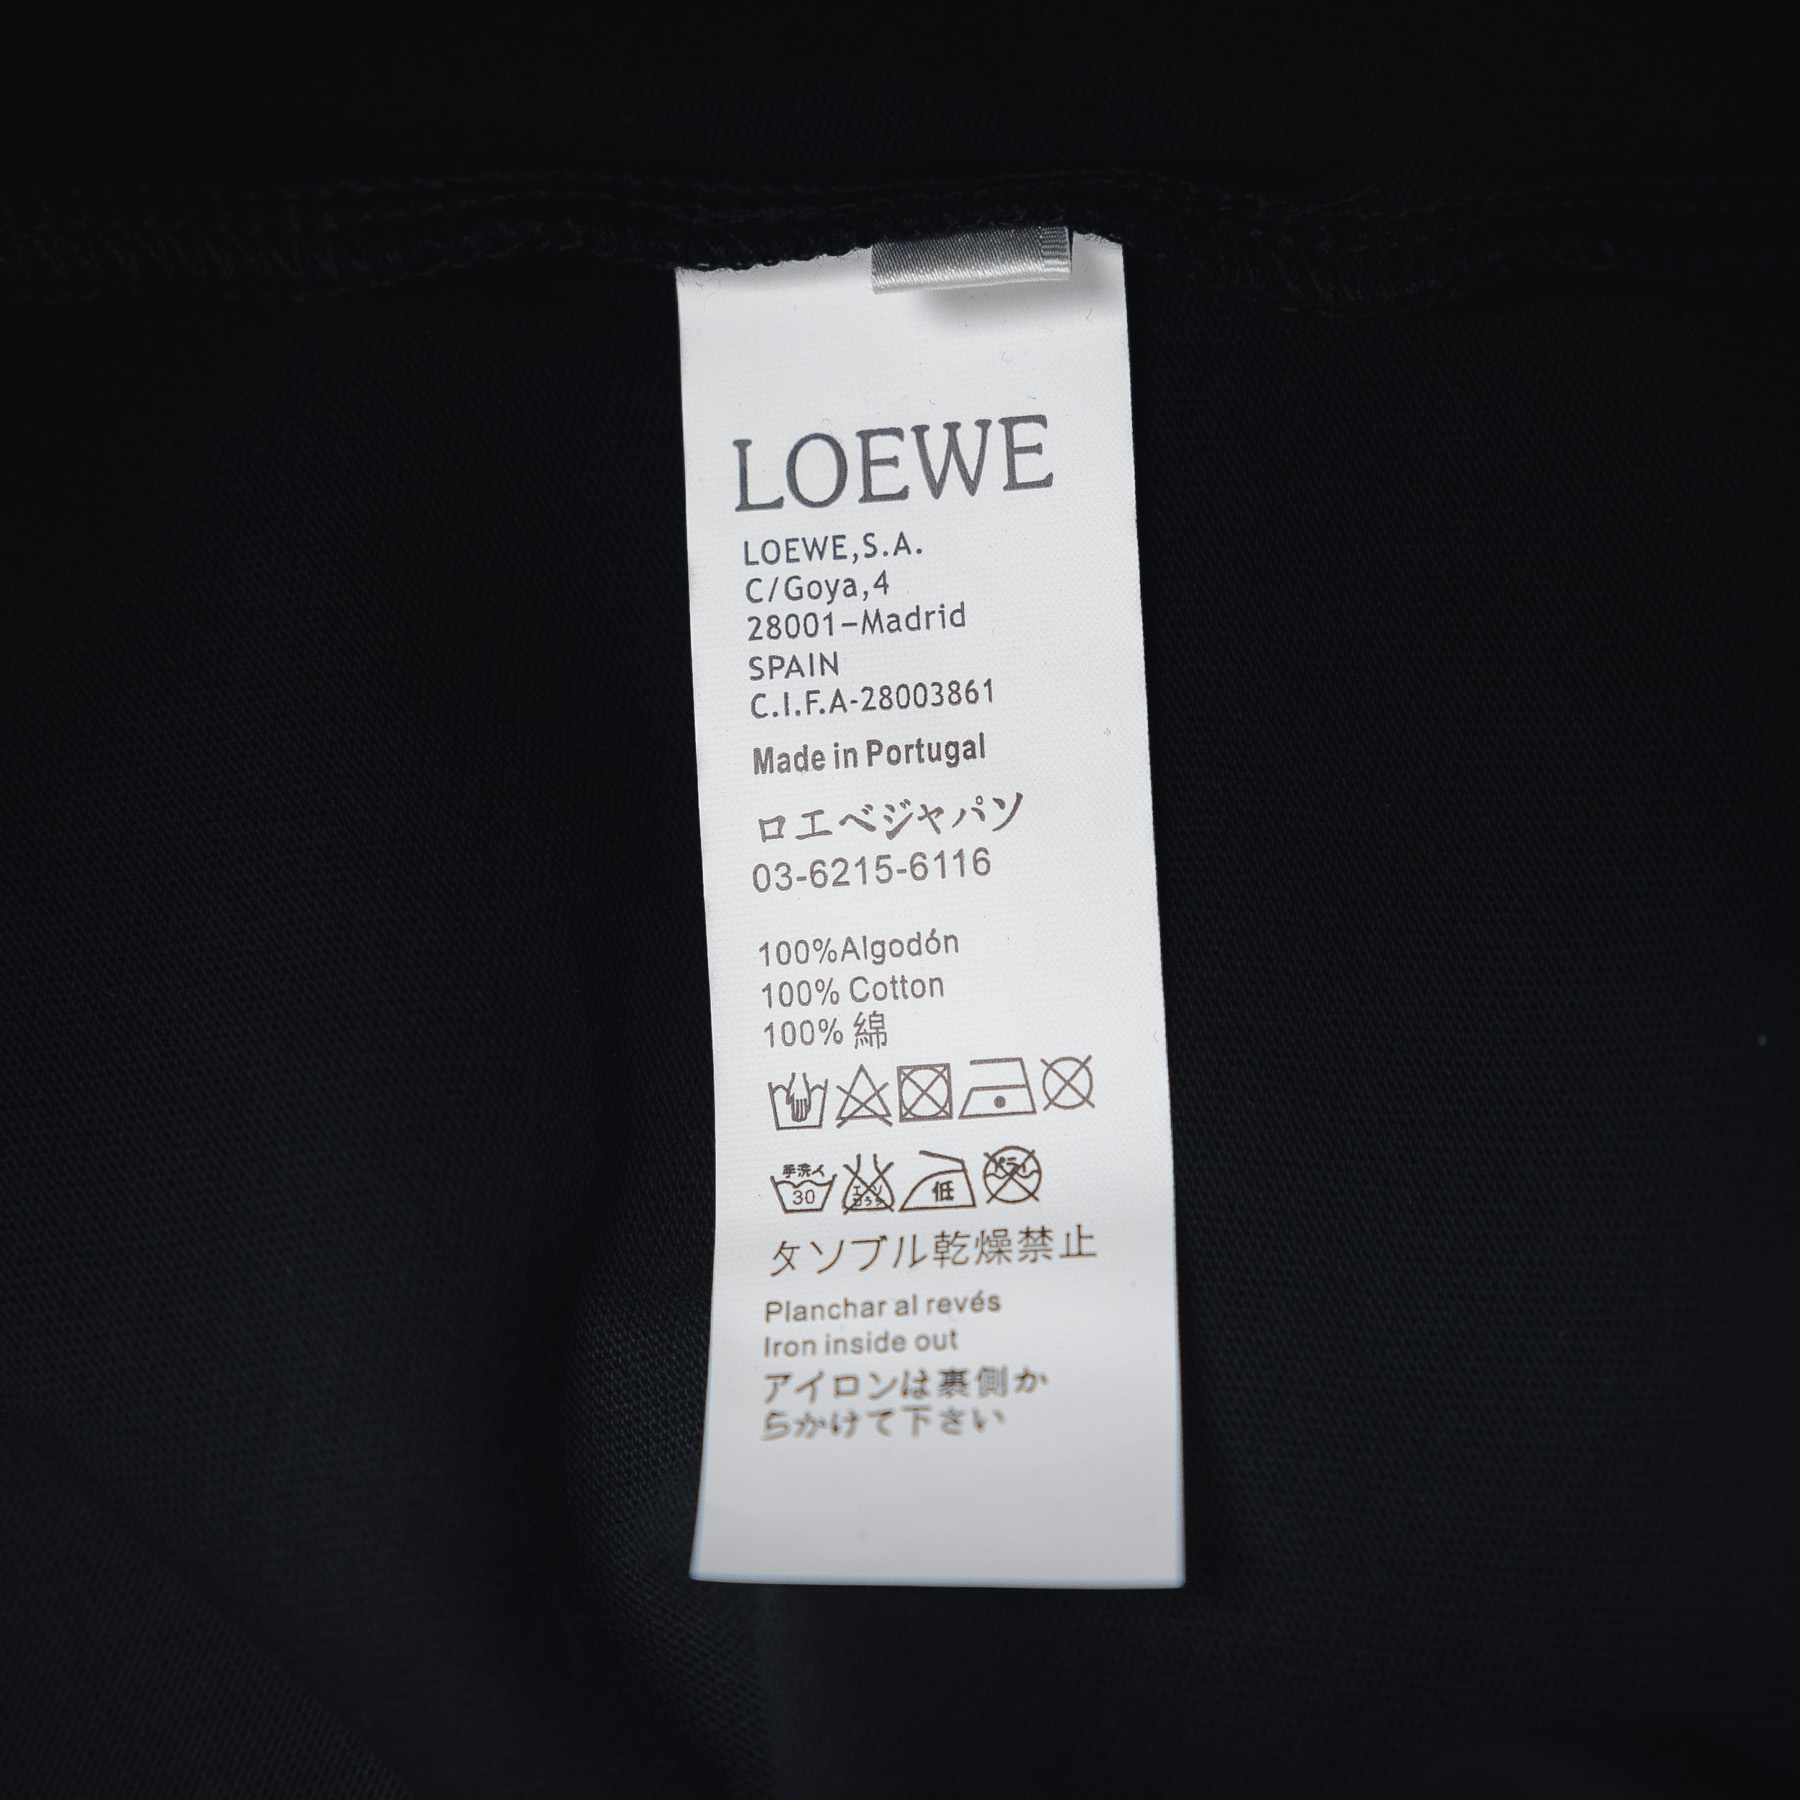 LOEWE
LOEWE,S.A.
C/Goya,4
28001–Madrid
SPAIN
C.I.F.A-28003861
Made in Portugal
ロエベジャパソ
03-6215-6116
100%Algodón
100% Cotton
100% 綿
手洗人
30
低
タソブル乾燥禁止
Planchar al revés
Iron inside out
アイロンは裏側か
らかけて下さい